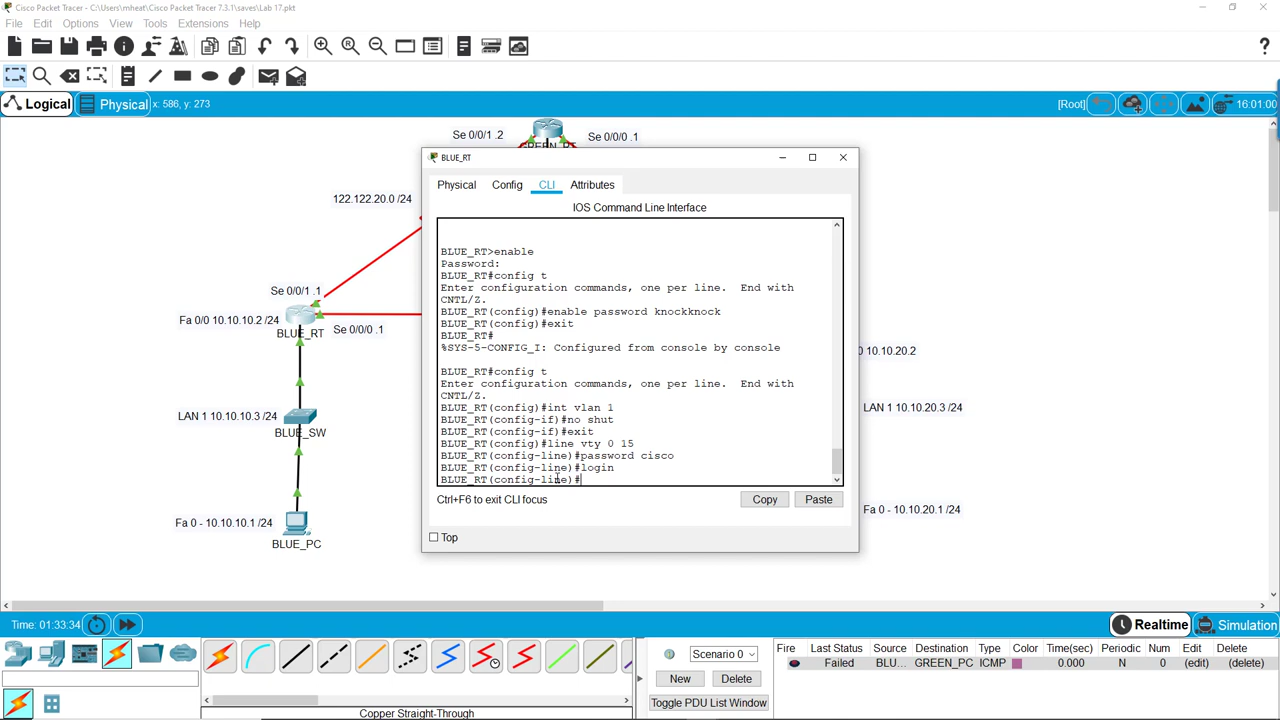 Cisco Packet Tracer - C:\Users\mheat\Cisco Packet Tracer 7.3.1\saves\Lab 17.pkt
File Edit Options View Tools Extensions Help
Logical Physical x: 586, y: 273 [Root] 16:01:00
Se 0/0/1 .2 Se 0/0/0 .1
GREEN_RT
122.122.20.0 /24
Se 0/0/1 .1
Fa 0/0 10.10.10.2 /24
BLUE_RT
Se 0/0/0 .1
LAN 1 10.10.10.3 /24
BLUE_SW
Fa 0 - 10.10.10.1 /24
BLUE_PC
0 10.10.20.2
LAN 1 10.10.20.3 /24
Fa 0 - 10.10.20.1 /24
BLUE_RT
Physical Config CLI Attributes
IOS Command Line Interface
BLUE_RT>enable
Password:
BLUE_RT#config t
Enter configuration commands, one per line. End with
CNTL/Z.
BLUE_RT(config)#enable password knockknock
BLUE_RT(config)#exit
BLUE_RT#
%SYS-5-CONFIG_I: Configured from console by console
BLUE_RT#config t
Enter configuration commands, one per line. End with
CNTL/Z.
BLUE_RT(config)#int vlan 1
BLUE_RT(config-if)#no shut
BLUE_RT(config-if)#exit
BLUE_RT(config)#line vty 0 15
BLUE_RT(config-line)#password cisco
BLUE_RT(config-line)#login
BLUE_RT(config-line)#
Ctrl+F6 to exit CLI focus Copy Paste
Top
Time: 01:33:34 Realtime Simulation
Scenario 0
New Delete
Toggle PDU List Window
Fire Last Status Source Destination Type Color Time(sec) Periodic Num Edit Delete
Failed BLU... GREEN_PC ICMP 0.000 N 0 (edit) (delete)
Copper Straight-Through